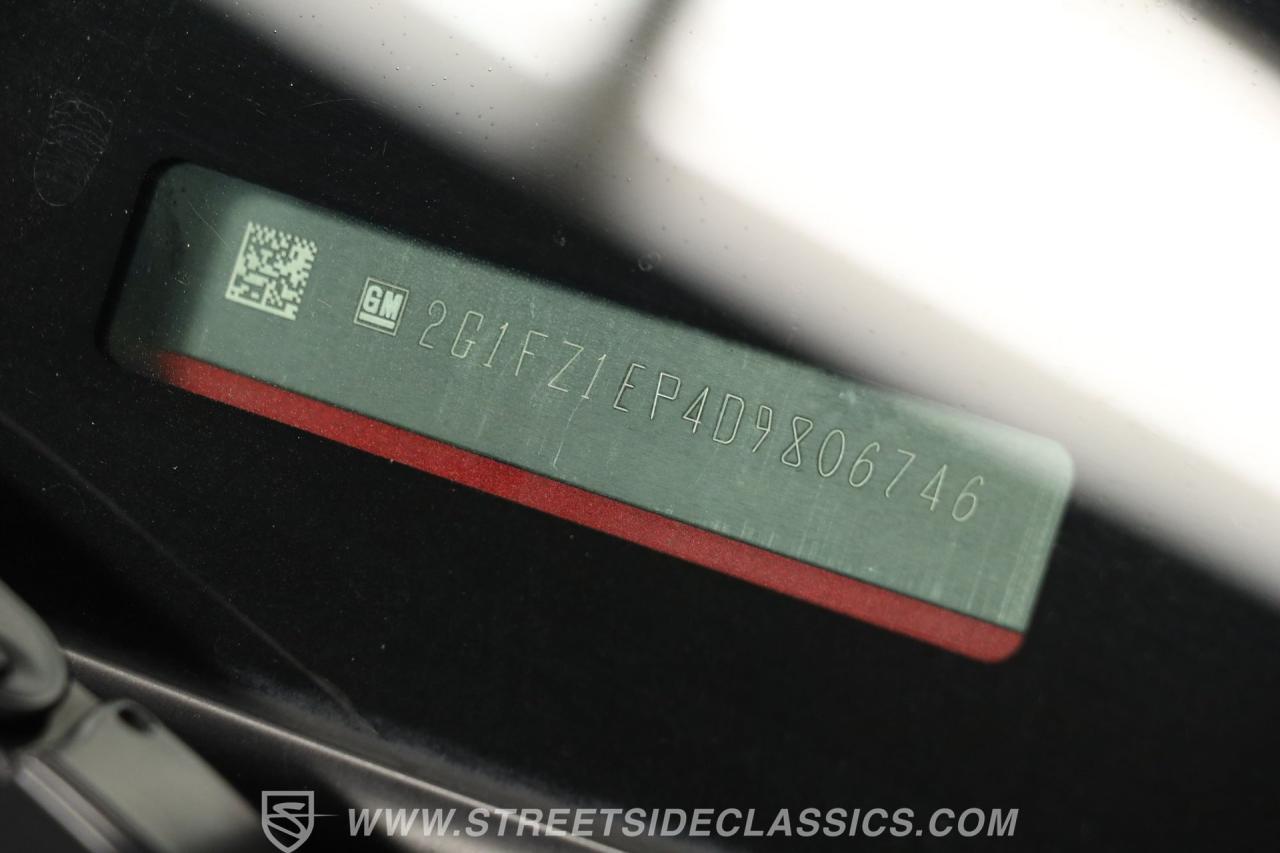 GM 2G1FZ1EP4D9806746
WWW.STREETSIDECLASSICS.COM